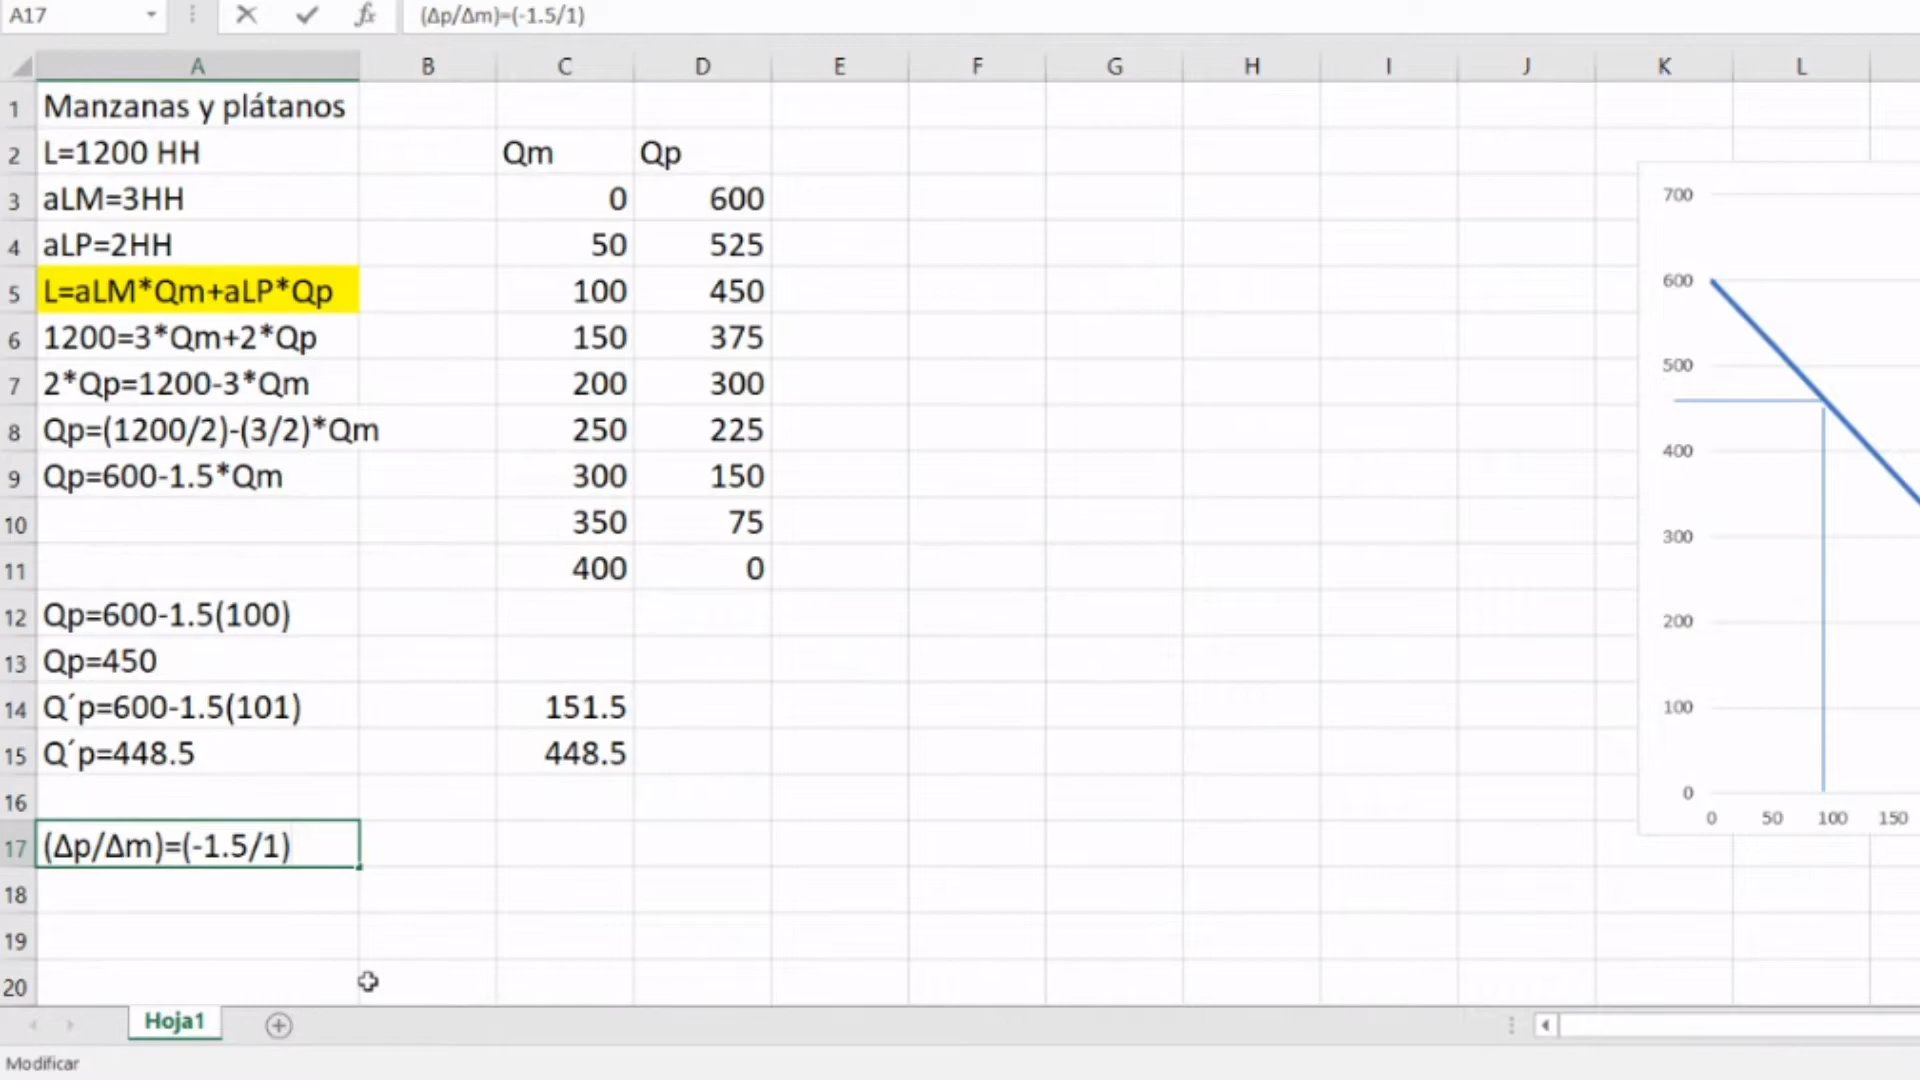 A17 fx (Δp/Δm)=(-1.5/1)
A B C D E F G H I J K L
1 Manzanas y plátanos
2 L=1200 HH Qm Qp
3 aLM=3HH 0 600
4 aLP=2HH 50 525
5 L=aLM*Qm+aLP*Qp 100 450
6 1200=3*Qm+2*Qp 150 375
7 2*Qp=1200-3*Qm 200 300
8 Qp=(1200/2)-(3/2)*Qm 250 225
9 Qp=600-1.5*Qm 300 150
10 350 75
11 400 0
12 Qp=600-1.5(100)
13 Qp=450
14 Q´p=600-1.5(101) 151.5
15 Q´p=448.5 448.5
16
17 (Δp/Δm)=(-1.5/1)
18
19
20
700
600
500
400
300
200
100
0
0 50 100 150
Hoja1
Modificar